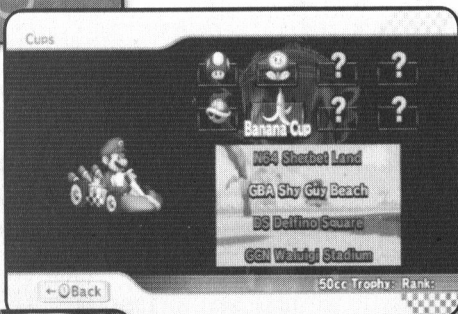 Cups
? ?
? ?
Banana Cup
N64 Sherbet Land
GBA Shy Guy Beach
DS Delfino Square
GCN Waluigi Stadium
50cc Trophy: Rank:
←①Back